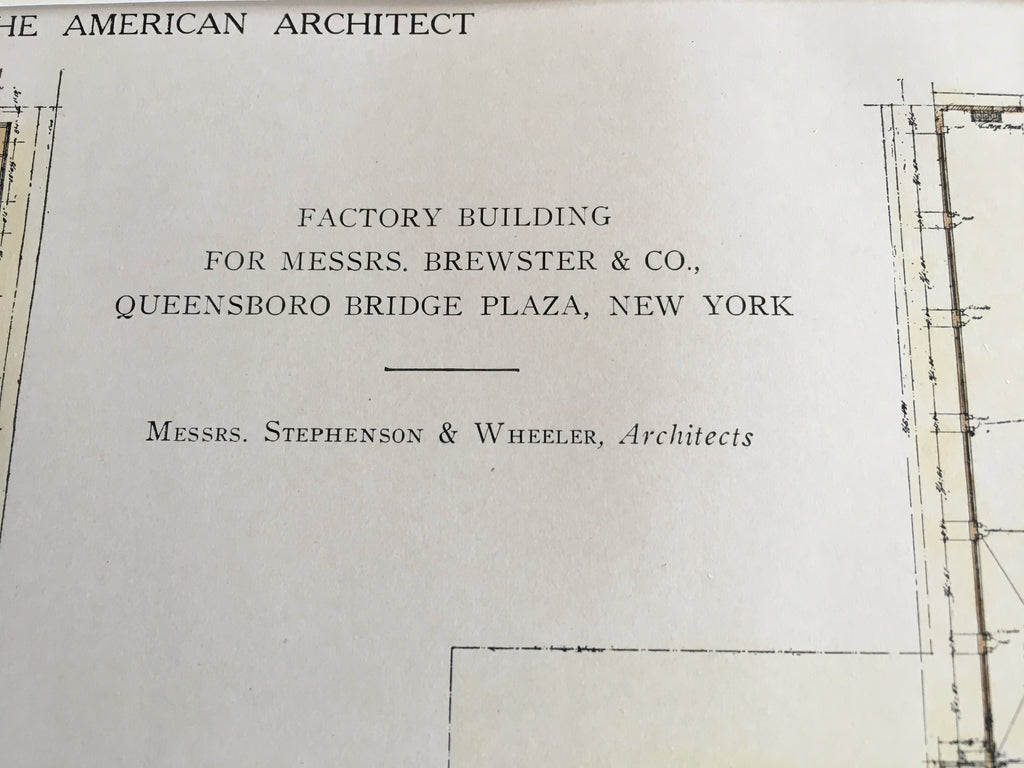 HE AMERICAN ARCHITECT
FACTORY BUILDING
FOR MESSRS. BREWSTER & CO.,
QUEENSBORO BRIDGE PLAZA, NEW YORK
MESSRS. STEPHENSON & WHEELER, Architects